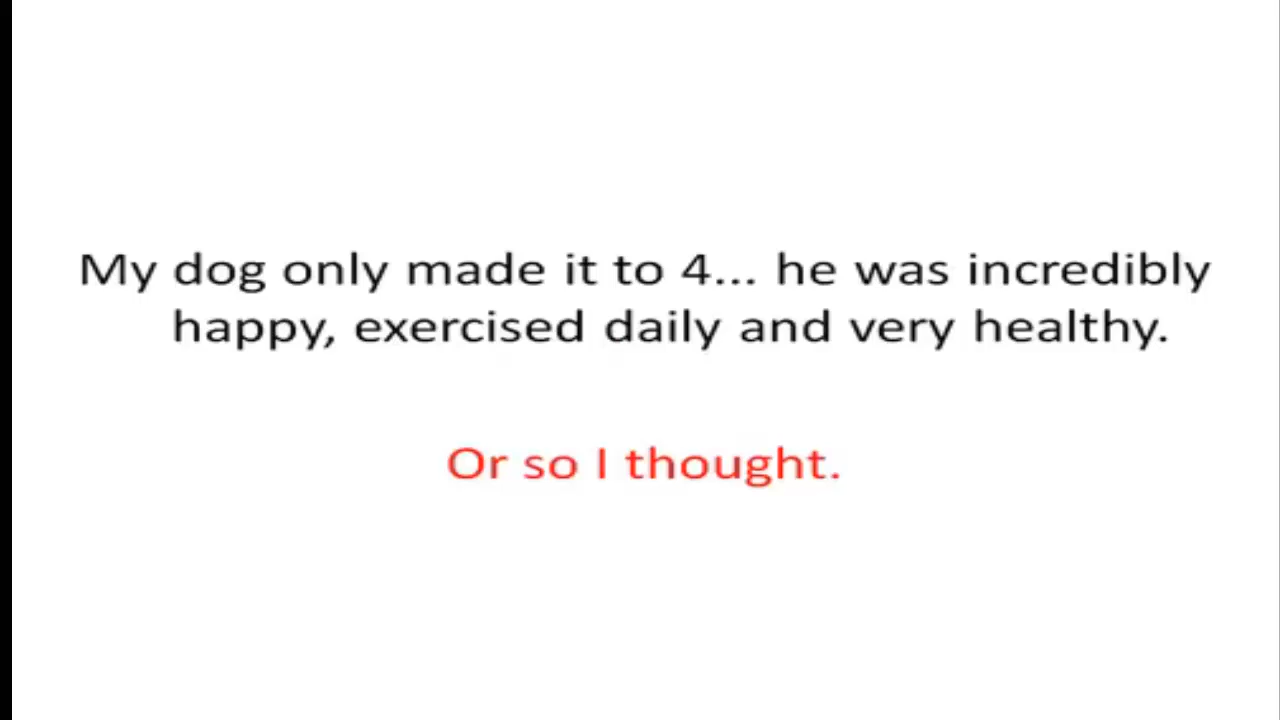 My dog only made it to 4... he was incredibly
happy, exercised daily and very healthy.
Or so I thought.